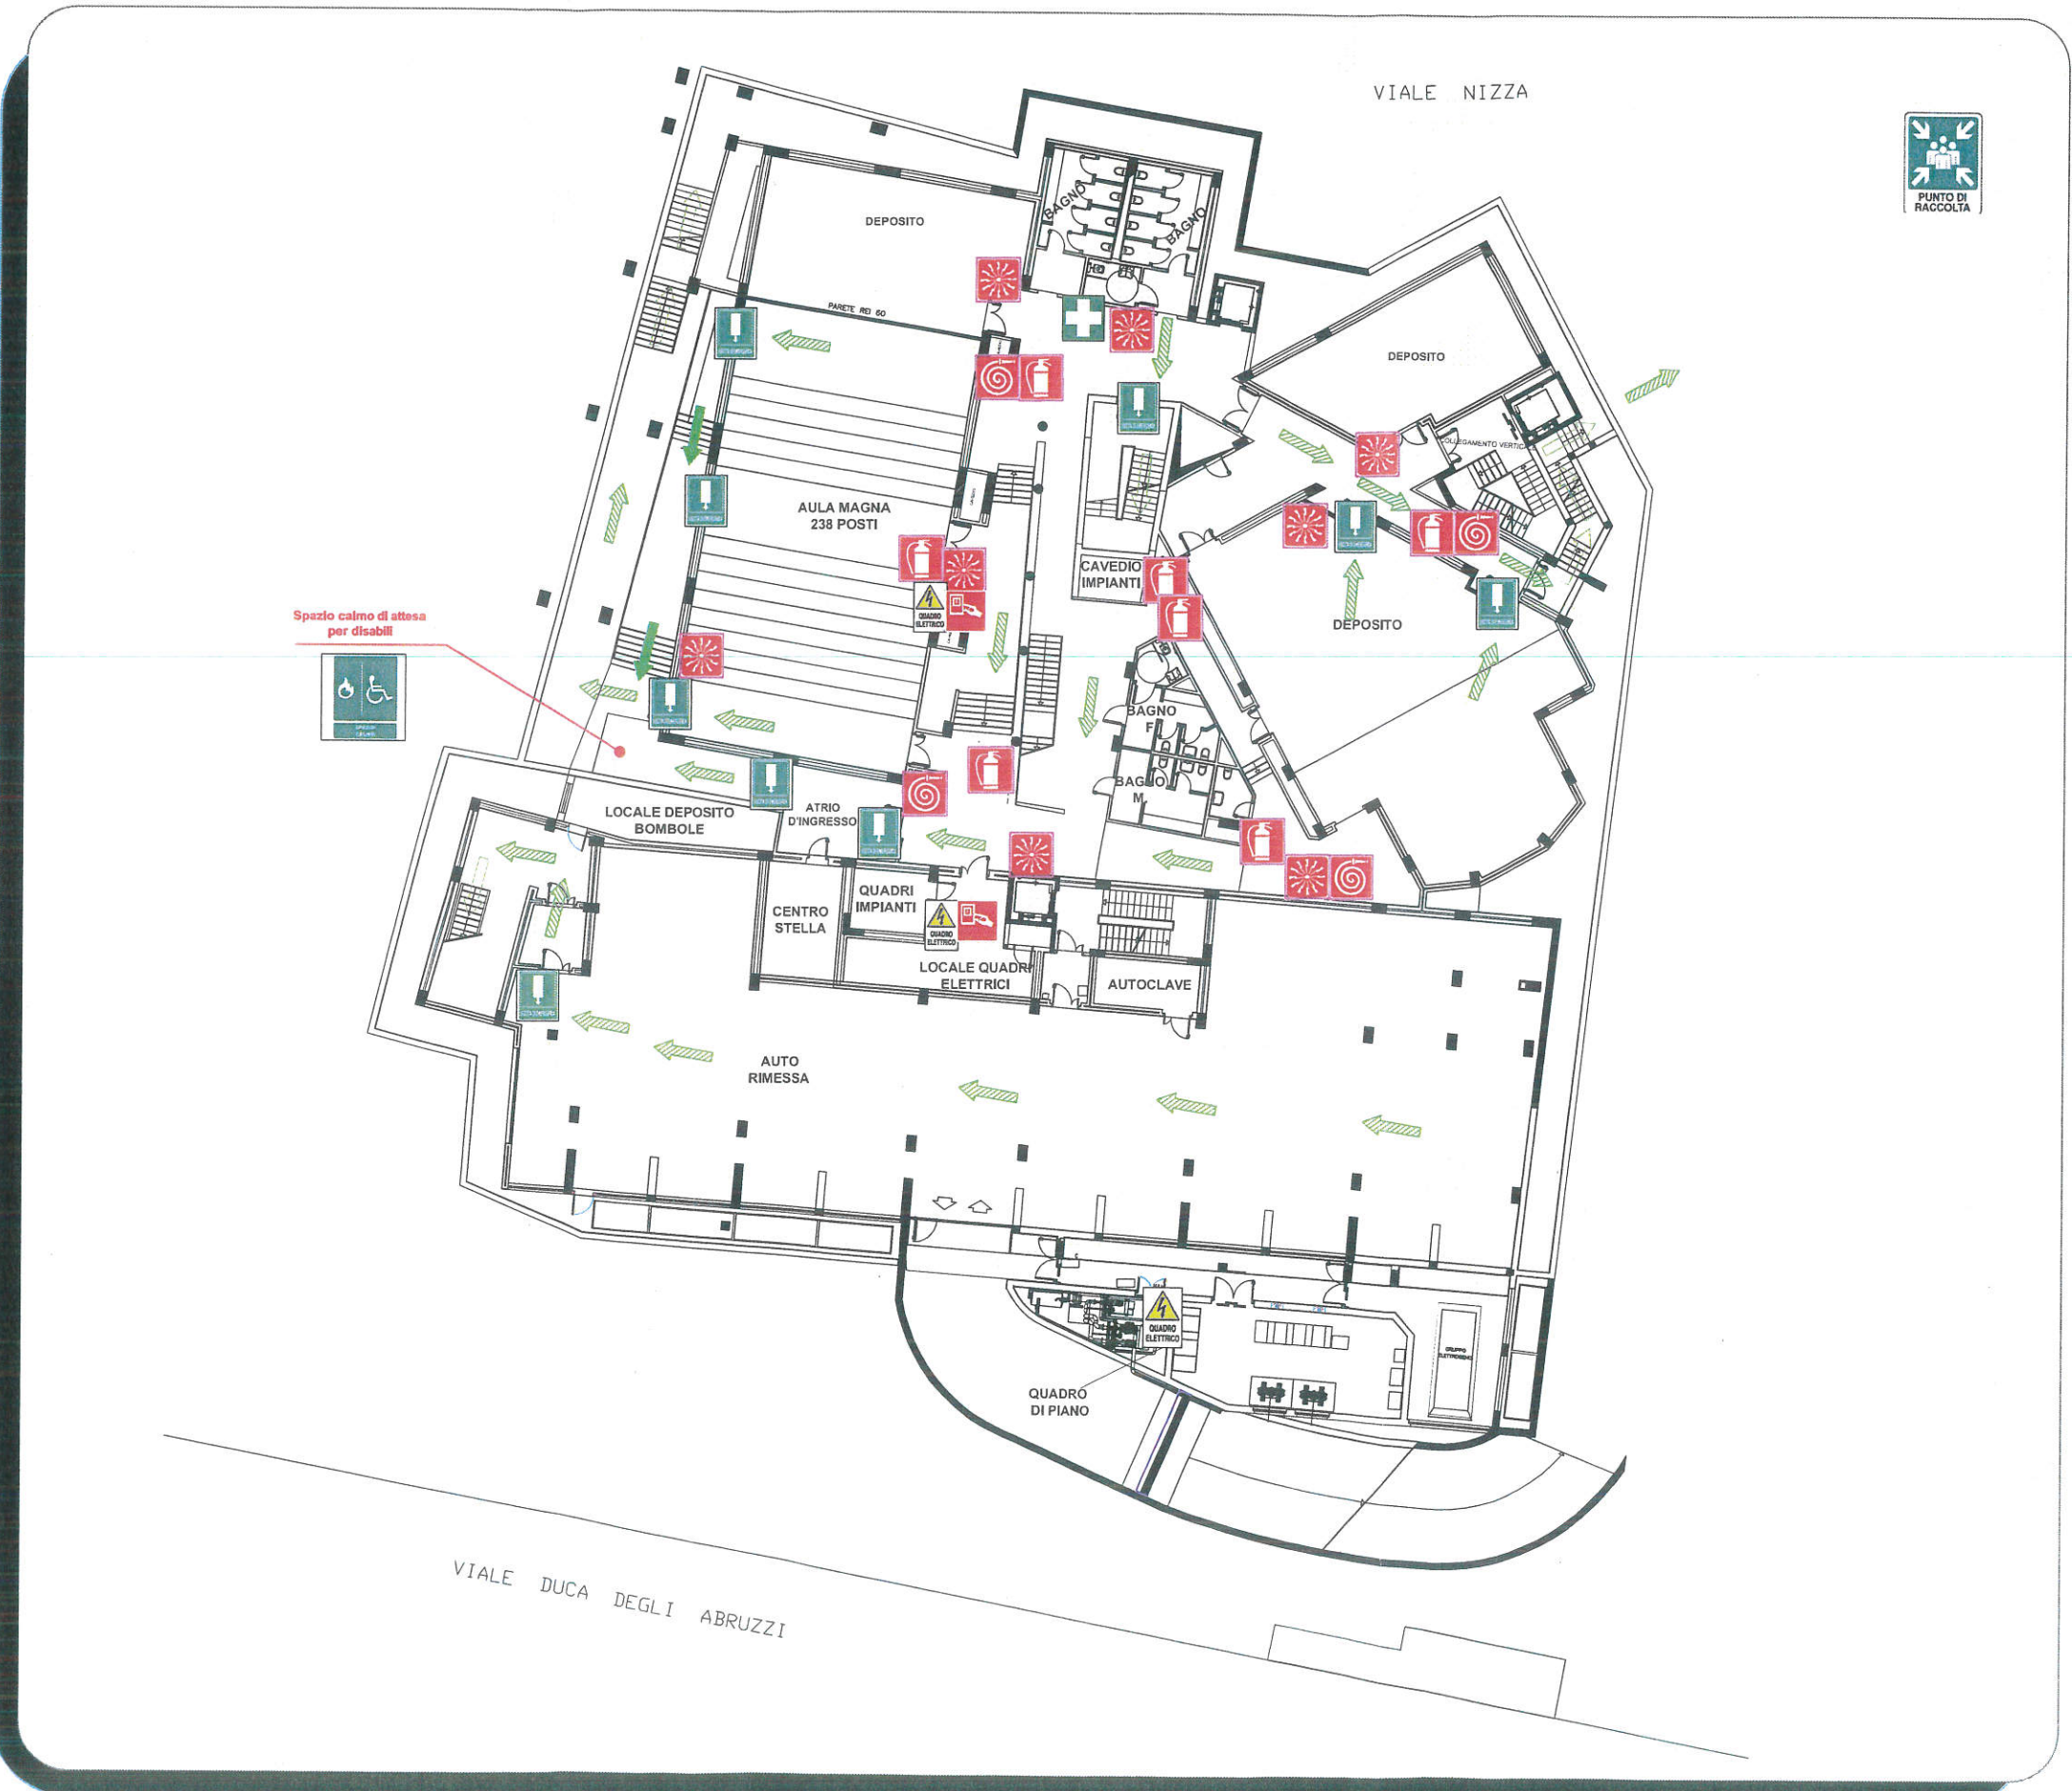 VIALE NIZZA
PUNTO DI
RACCOLTA
BAGNO
BAGNO
DEPOSITO
PARETE REI 60
DEPOSITO
COLLEGAMENTO VERTICALE
AULA MAGNA
238 POSTI
CAVEDIO
IMPIANTI
QUADRO
ELETTRICO
Spazio calmo di attesa
per disabili
DEPOSITO
BAGNO
F
BAGNO
M
LOCALE DEPOSITO
BOMBOLE
ATRIO
D'INGRESSO
QUADRI
IMPIANTI
CENTRO
STELLA
QUADRO
ELETTRICO
LOCALE QUADRI
ELETTRICI
AUTOCLAVE
AUTO
RIMESSA
QUADRO
ELETTRICO
GRUPPO
ELETTROGENO
QUADRO
DI PIANO
VIALE DUCA DEGLI ABRUZZI